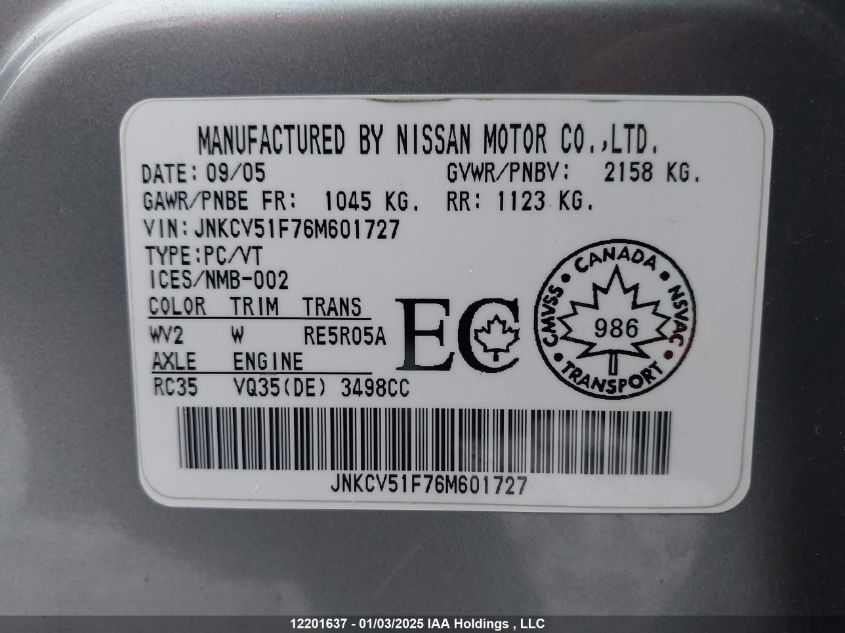 MANUFACTURED BY NISSAN MOTOR CO.,LTD.
DATE: 09/05 GVWR/PNBV: 2158 KG.
GAWR/PNBE FR: 1045 KG. RR: 1123 KG.
VIN: JNKCV51F76M601727
TYPE:PC/VT
ICES/NMB-002
COLOR TRIM TRANS
WV2 W RE5R05A
AXLE ENGINE
RC35 VQ35(DE) 3498CC
EC
CANADA
CMVSS • NSVAC
986
TRANSPORT
JNKCV51F76M601727
12201637 - 01/03/2025 IAA Holdings , LLC